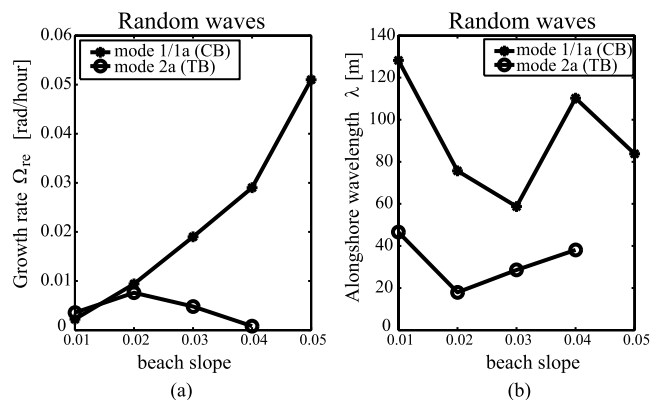 Random waves
mode 1/1a (CB)
mode 2a (TB)
Growth rate Ω_re [rad/hour]
0.06
0.05
0.04
0.03
0.02
0.01
0
0.01 0.02 0.03 0.04 0.05
beach slope
(a)
Random waves
mode 1/1a (CB)
mode 2a (TB)
Alongshore wavelength λ [m]
140
120
100
80
60
40
20
0
0.01 0.02 0.03 0.04 0.05
beach slope
(b)